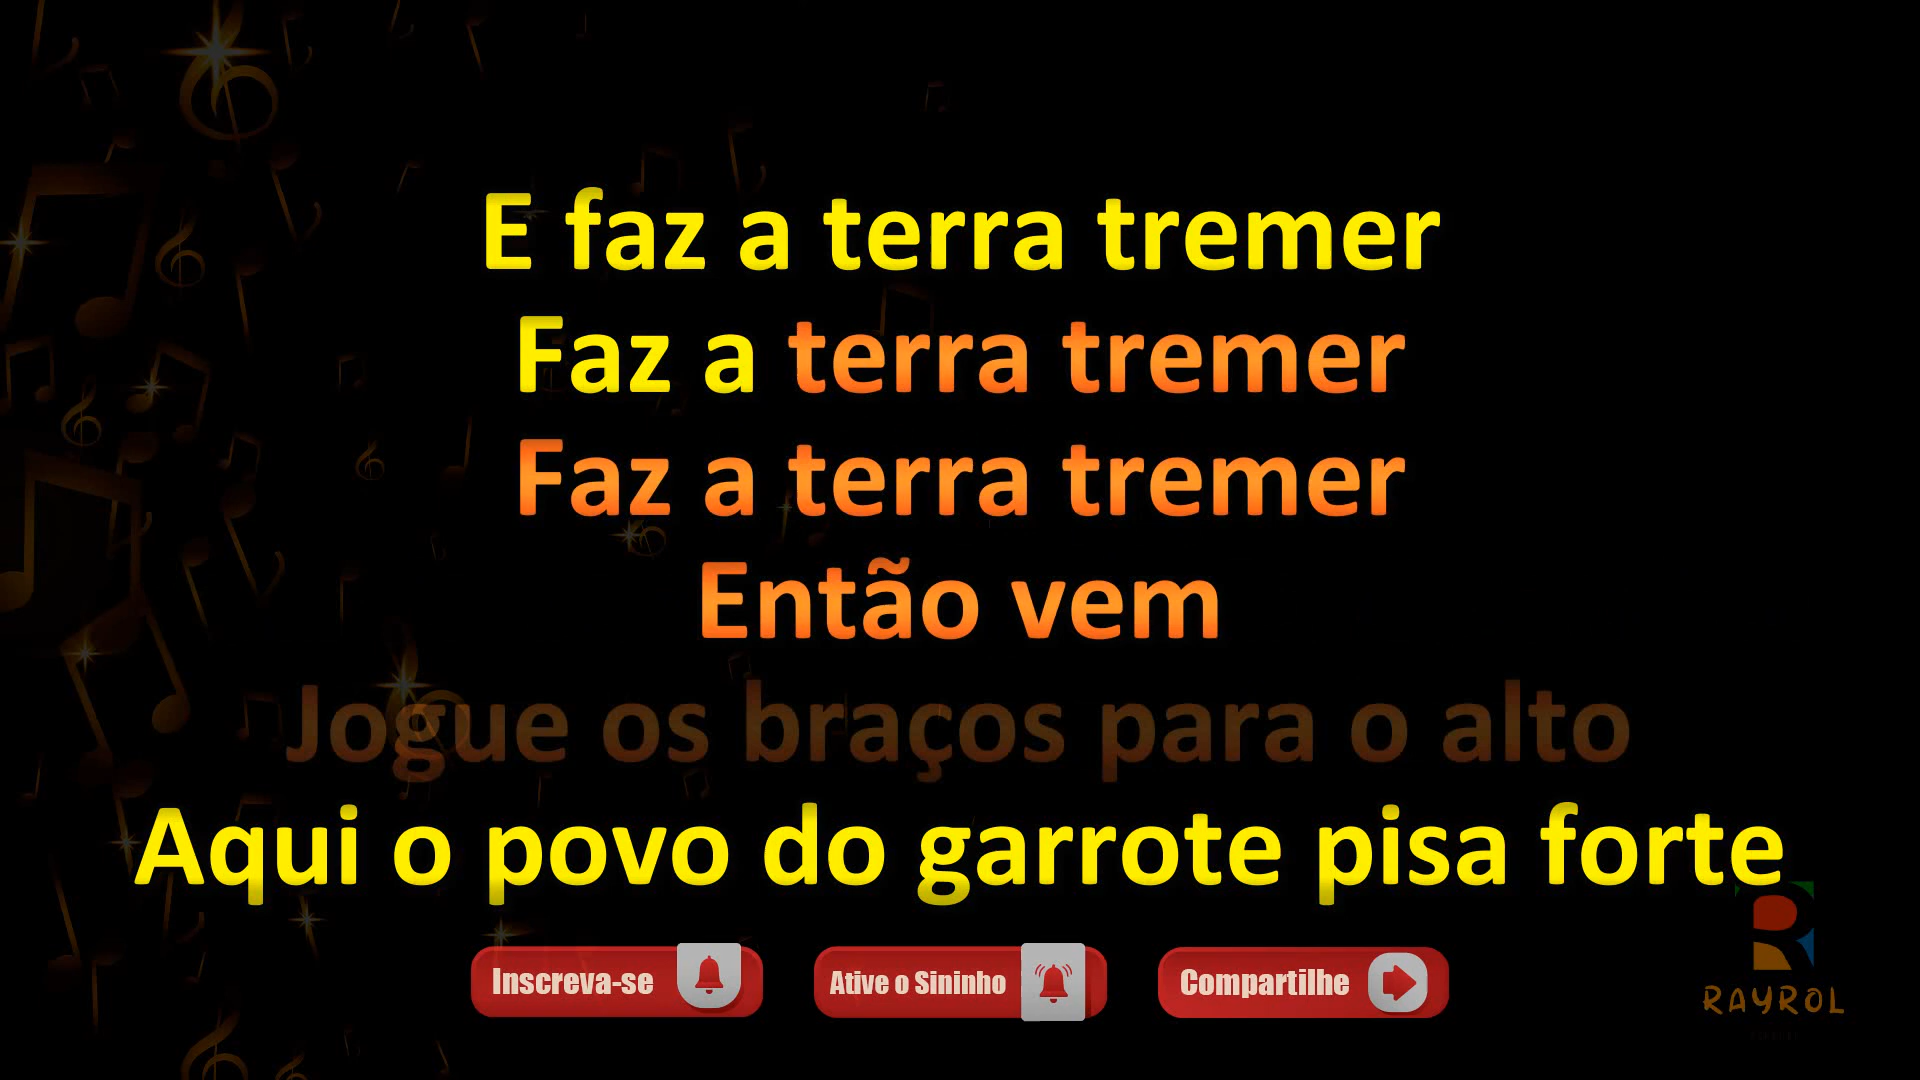 E faz a terra tremer
Faz a terra tremer
Faz a terra tremer
Então vem
Jogue os braços para o alto
Aqui o povo do garrote pisa forte
Inscreva-se
Ative o Sininho
Compartilhe
RAYROL